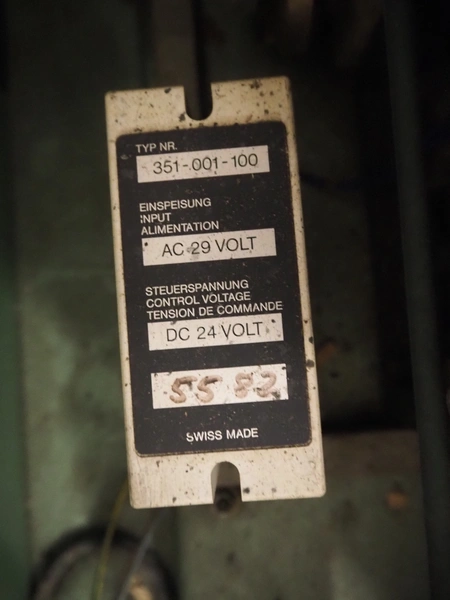 TYP NR.
351-001-100
EINSPEISUNG
INPUT
ALIMENTATION
AC 29 VOLT
STEUERSPANNUNG
CONTROL VOLTAGE
TENSION DE COMMANDE
DC 24 VOLT
55 82
SWISS MADE